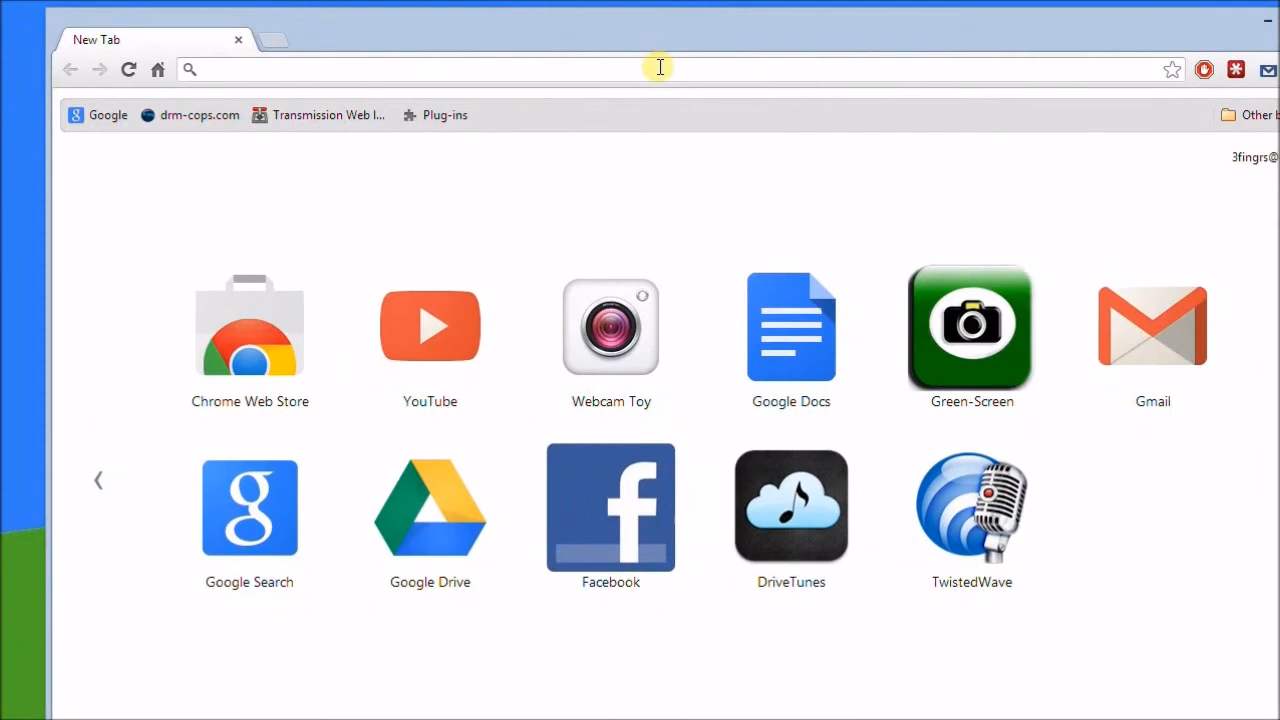 New Tab
Google drm-cops.com Transmission Web I... Plug-ins Other b
3fingrs@
Chrome Web Store YouTube Webcam Toy Google Docs Green-Screen Gmail
Google Search Google Drive Facebook DriveTunes TwistedWave